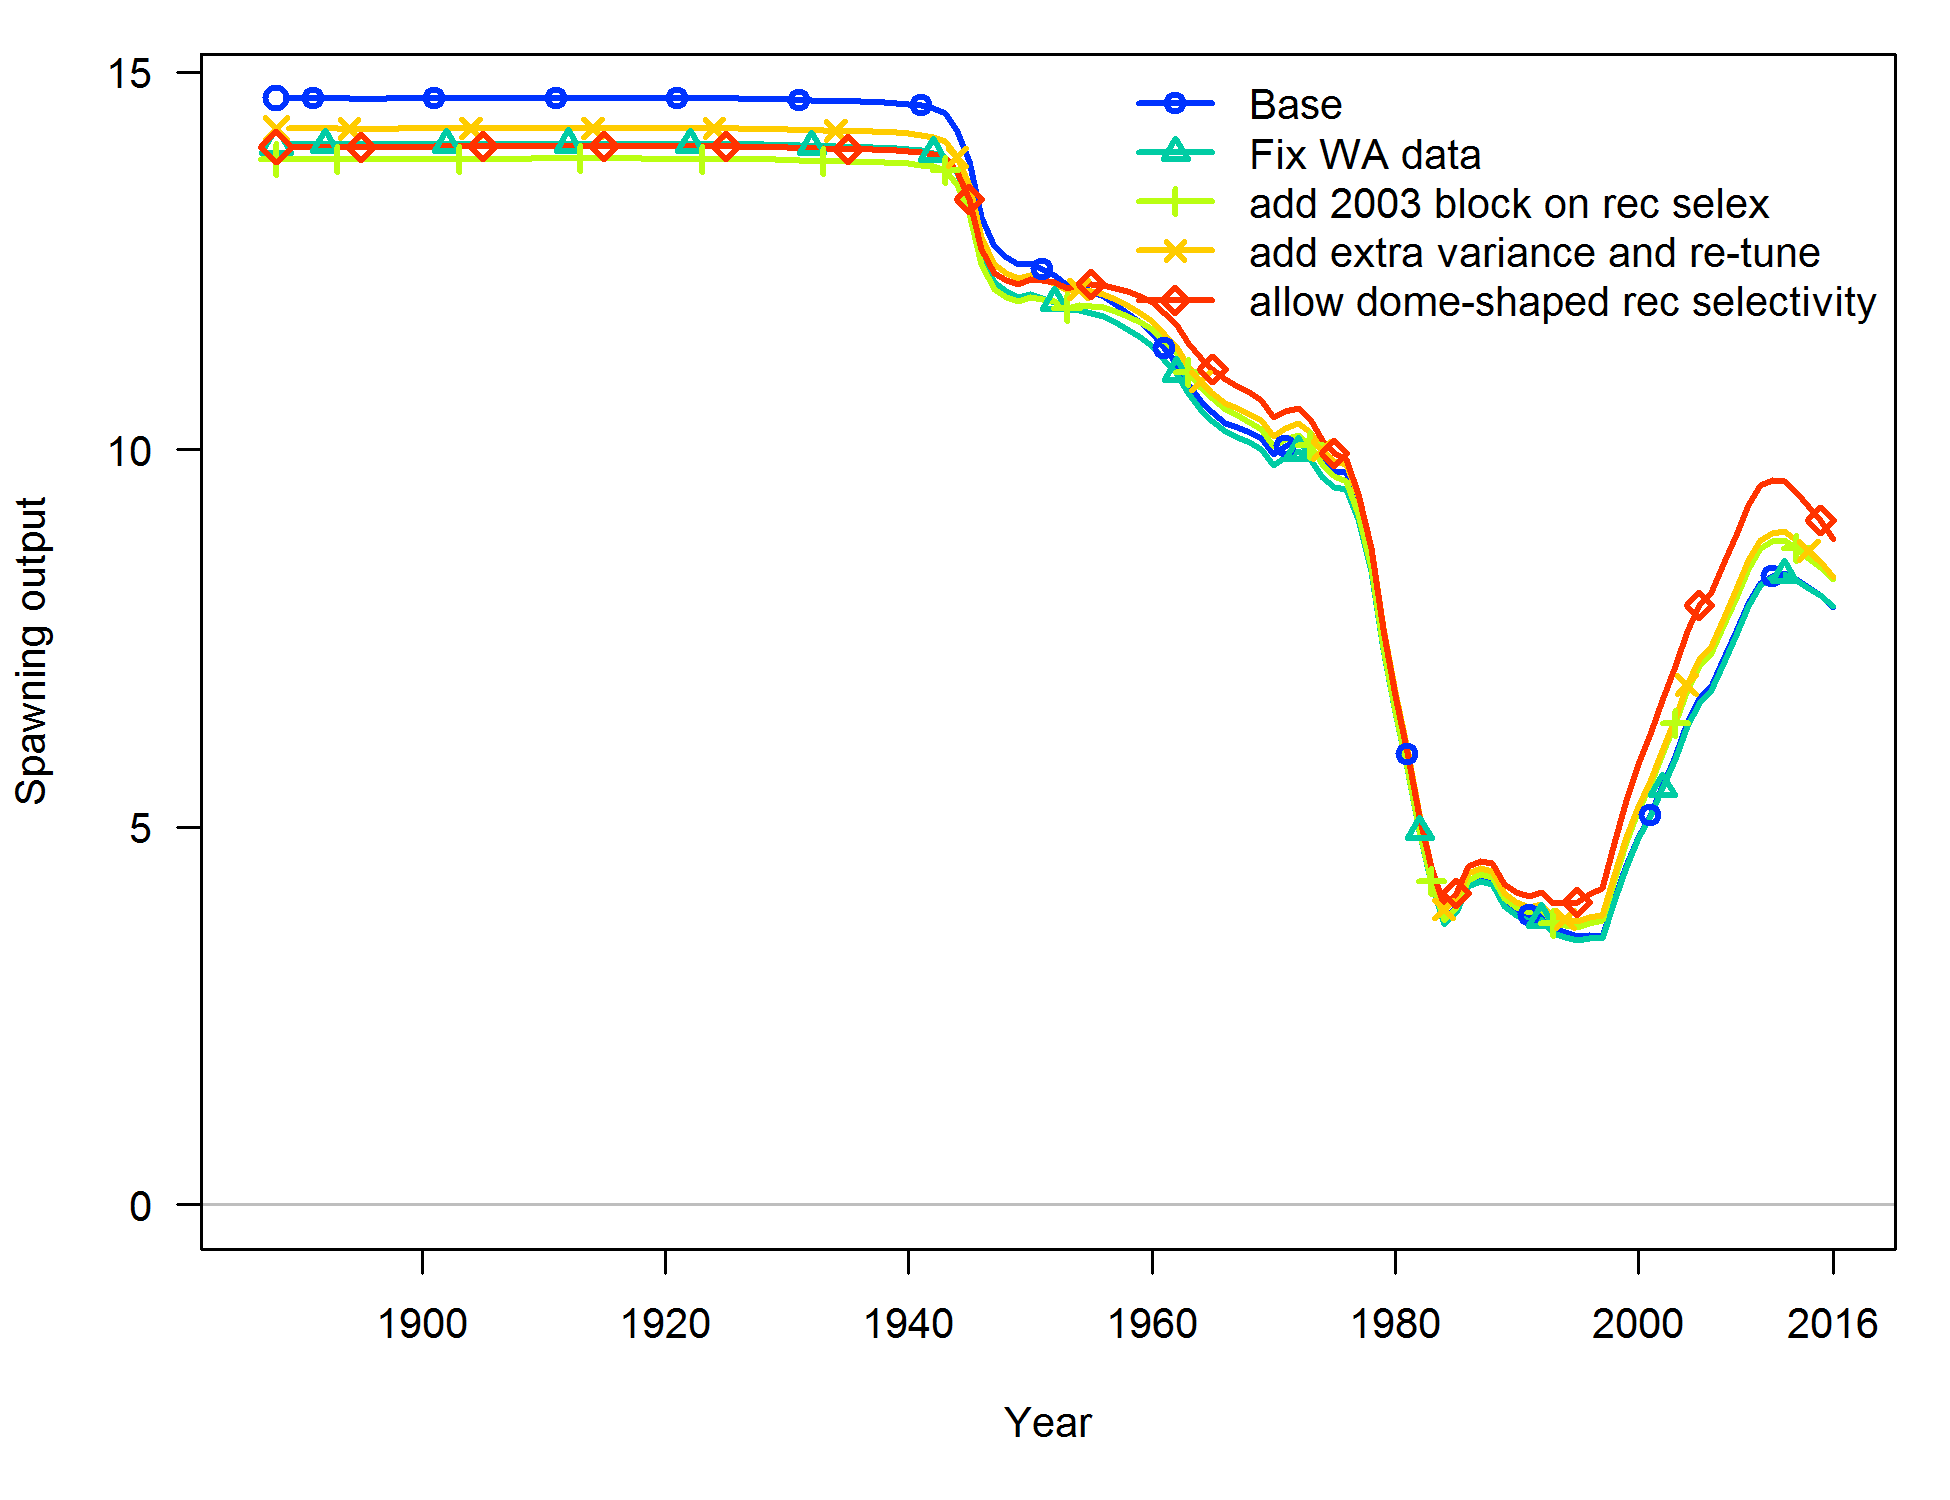 15
10
5
0
Spawning output
Base
Fix WA data
add 2003 block on rec selex
add extra variance and re-tune
allow dome-shaped rec selectivity
1900 1920 1940 1960 1980 2000 2016
Year